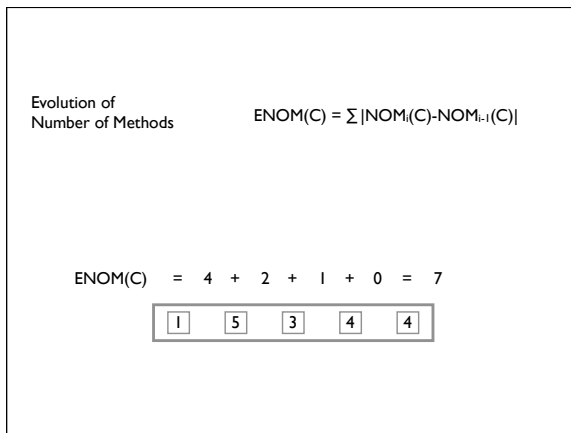 Evolution of
Number of Methods
ENOM(C) = ∑ |NOMᵢ(C)-NOMᵢ₋₁(C)|
ENOM(C) = 4 + 2 + 1 + 0 = 7
1 5 3 4 4